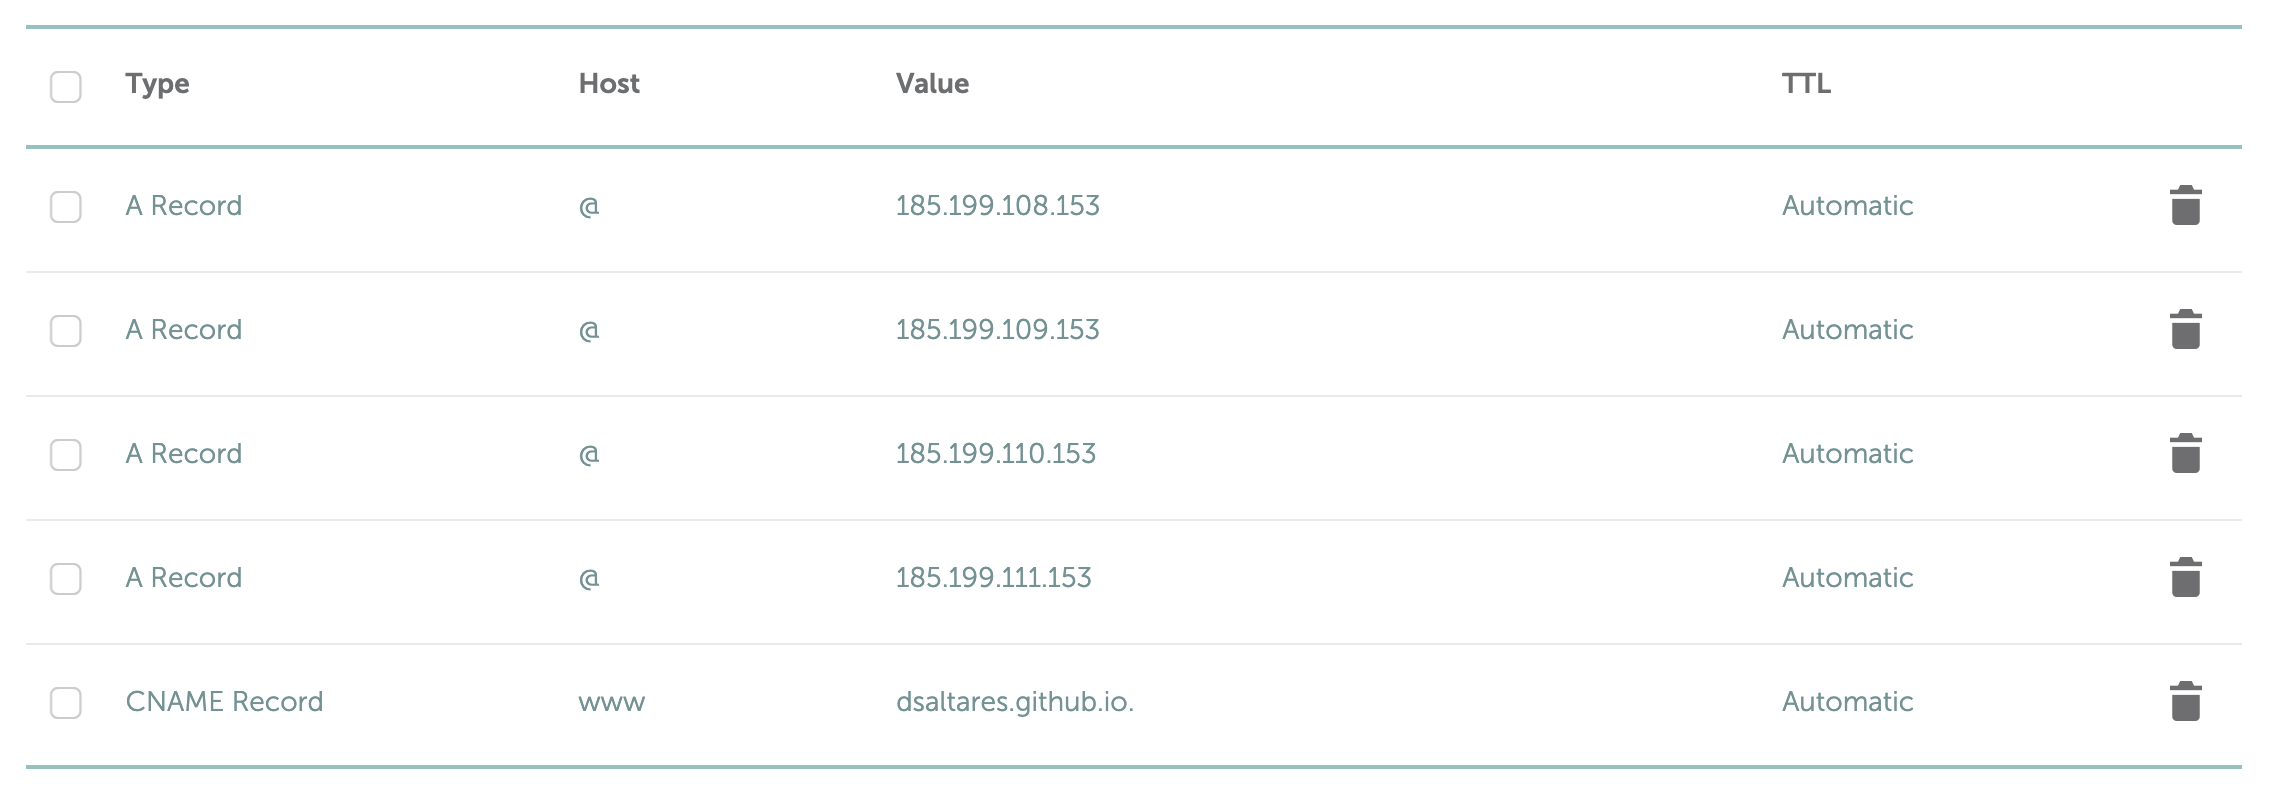 Type Host Value TTL
A Record @ 185.199.108.153 Automatic
A Record @ 185.199.109.153 Automatic
A Record @ 185.199.110.153 Automatic
A Record @ 185.199.111.153 Automatic
CNAME Record www dsaltares.github.io. Automatic